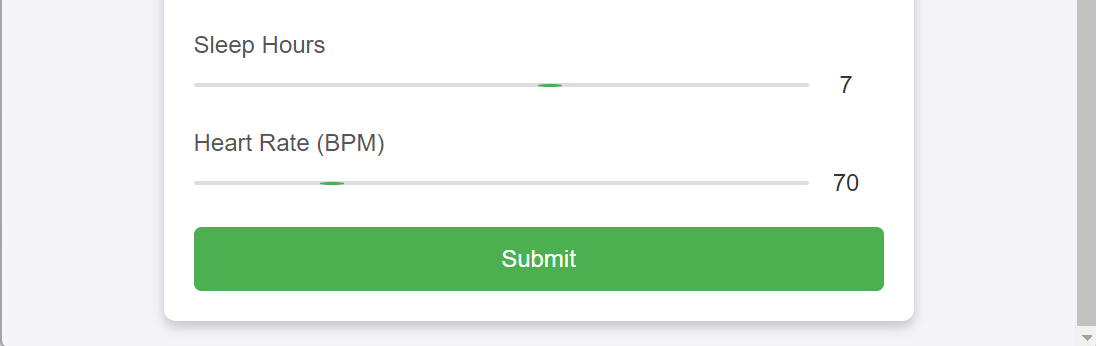 Sleep Hours
7
Heart Rate (BPM)
70
Submit